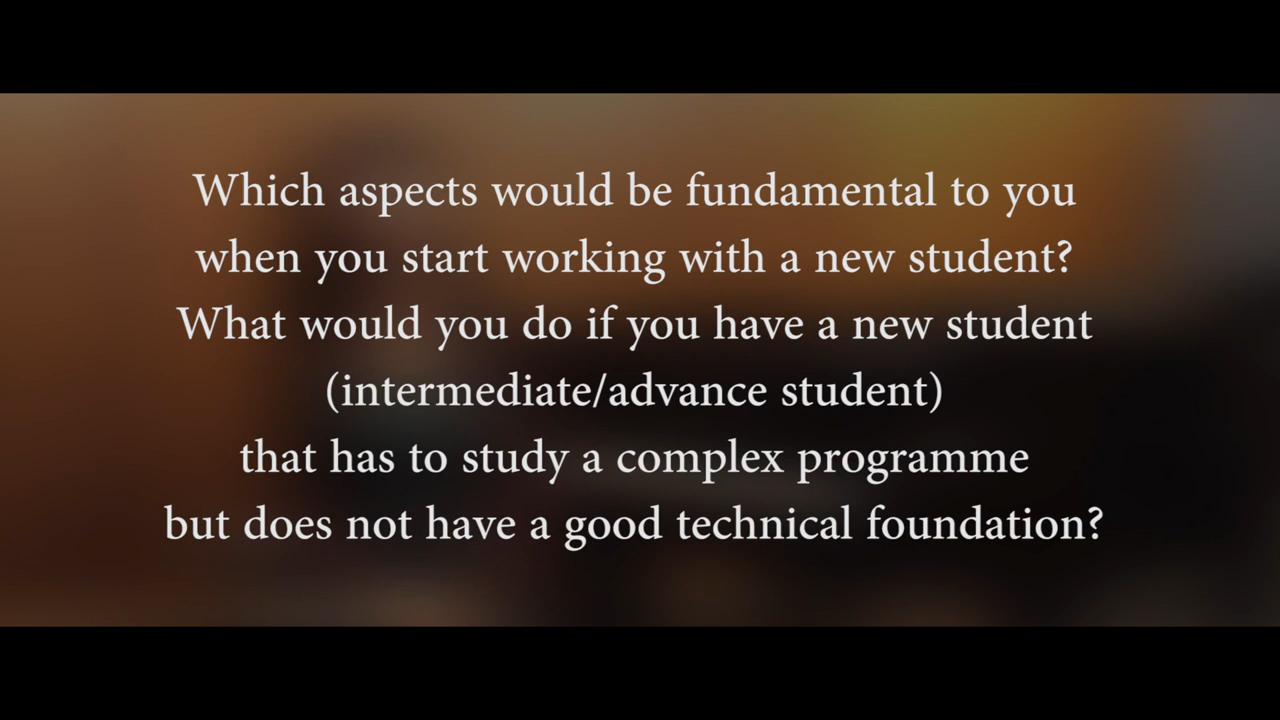 Which aspects would be fundamental to you
when you start working with a new student?
What would you do if you have a new student
(intermediate/advance student)
that has to study a complex programme
but does not have a good technical foundation?